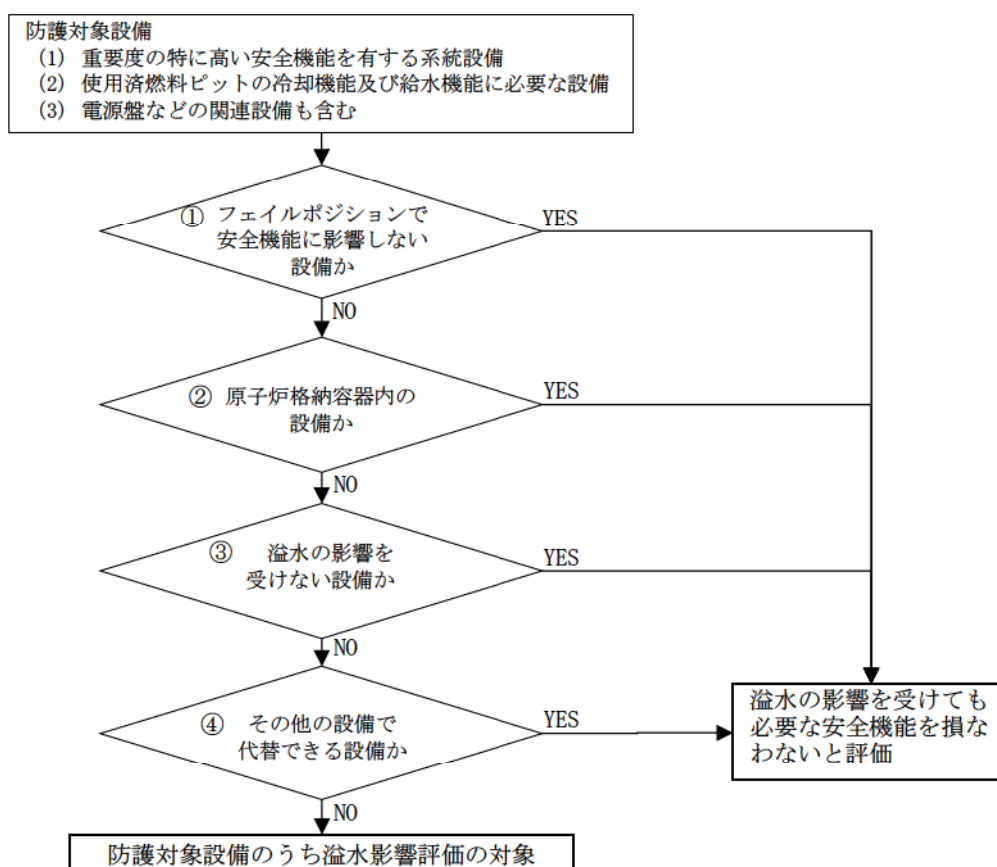 防護対象設備
(1) 重要度の特に高い安全機能を有する系統設備
(2) 使用済燃料ピットの冷却機能及び給水機能に必要な設備
(3) 電源盤などの関連設備も含む
① フェイルポジションで
安全機能に影響しない
設備か
YES
NO
② 原子炉格納容器内の
設備か
YES
NO
③ 溢水の影響を
受けない設備か
YES
NO
④ その他の設備で
代替できる設備か
YES
溢水の影響を受けても
必要な安全機能を損な
わないと評価
NO
防護対象設備のうち溢水影響評価の対象